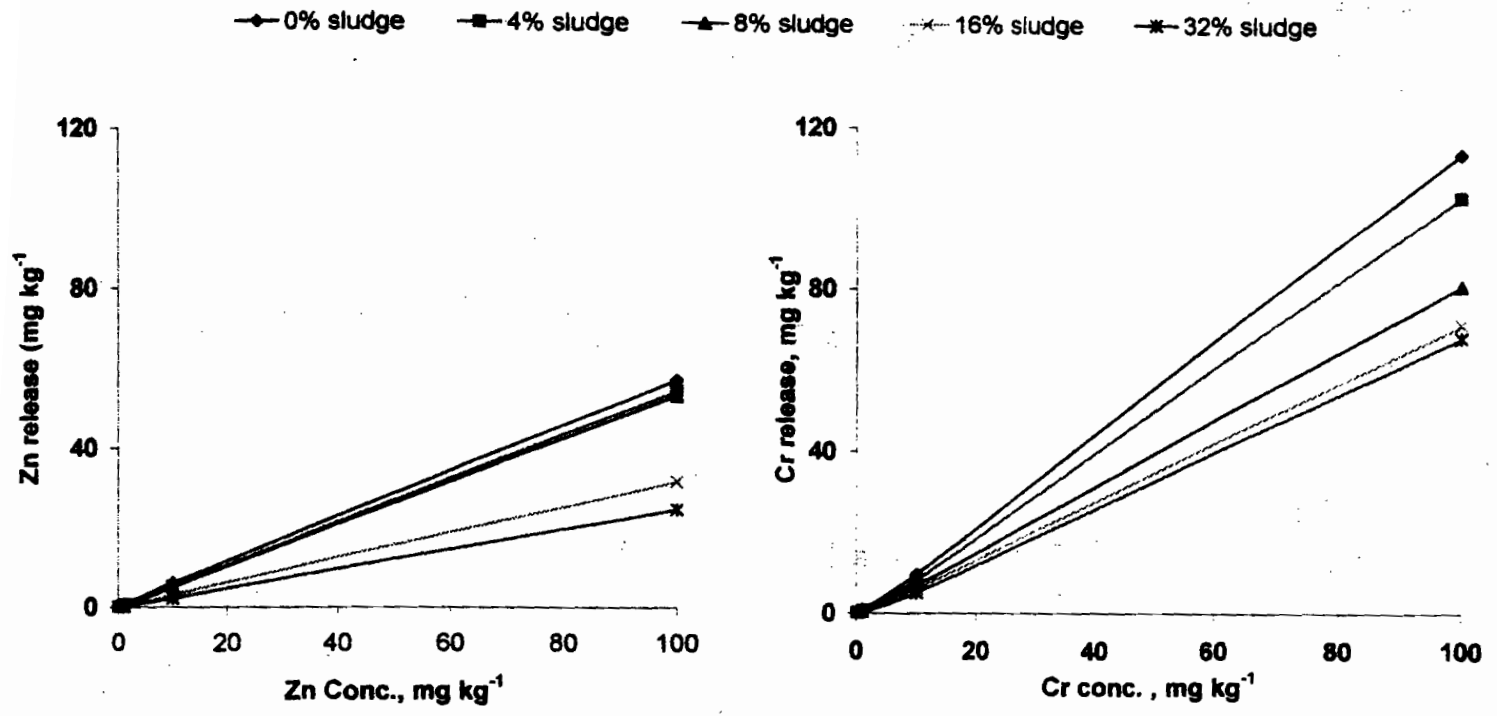 0% sludge 4% sludge 8% sludge 16% sludge 32% sludge
120
80
40
0
0 20 40 60 80 100
Zn release (mg kg-1
Zn Conc., mg kg-1
120
80
40
0
0 20 40 60 80 100
Cr release, mg kg-1
Cr conc. , mg kg-1